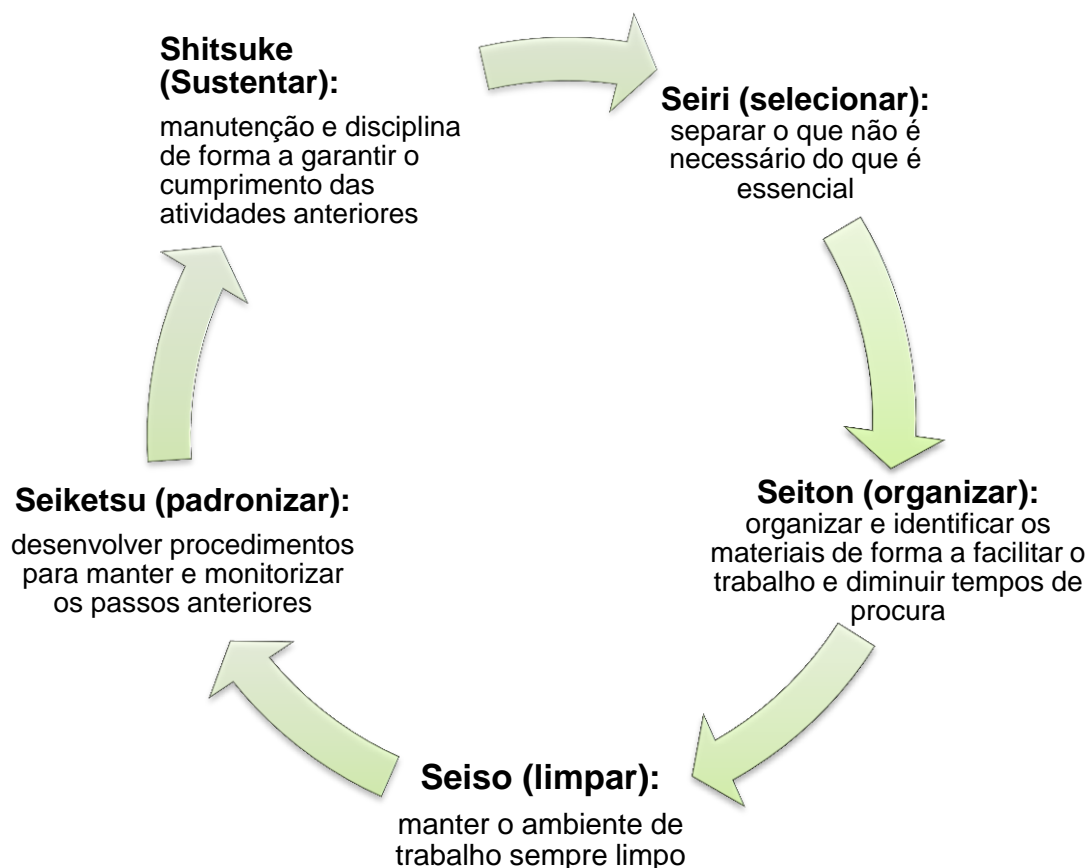 Shitsuke
(Sustentar):
manutenção e disciplina
de forma a garantir o
cumprimento das
atividades anteriores
Seiri (selecionar):
separar o que não é
necessário do que é
essencial
Seiton (organizar):
organizar e identificar os
materiais de forma a facilitar o
trabalho e diminuir tempos de
procura
Seiso (limpar):
manter o ambiente de
trabalho sempre limpo
Seiketsu (padronizar):
desenvolver procedimentos
para manter e monitorizar
os passos anteriores